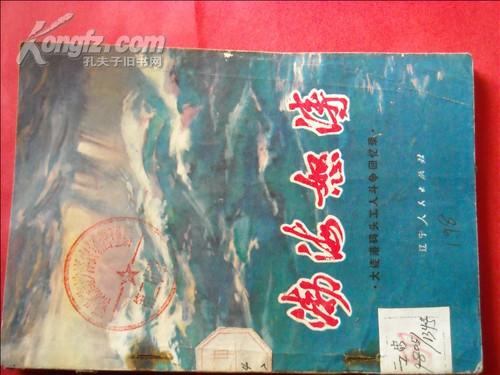 Kongfz.com
孔夫子旧书网
渤海怒涛
·大连港码头工人斗争回忆录·
辽宁人民出版社
98